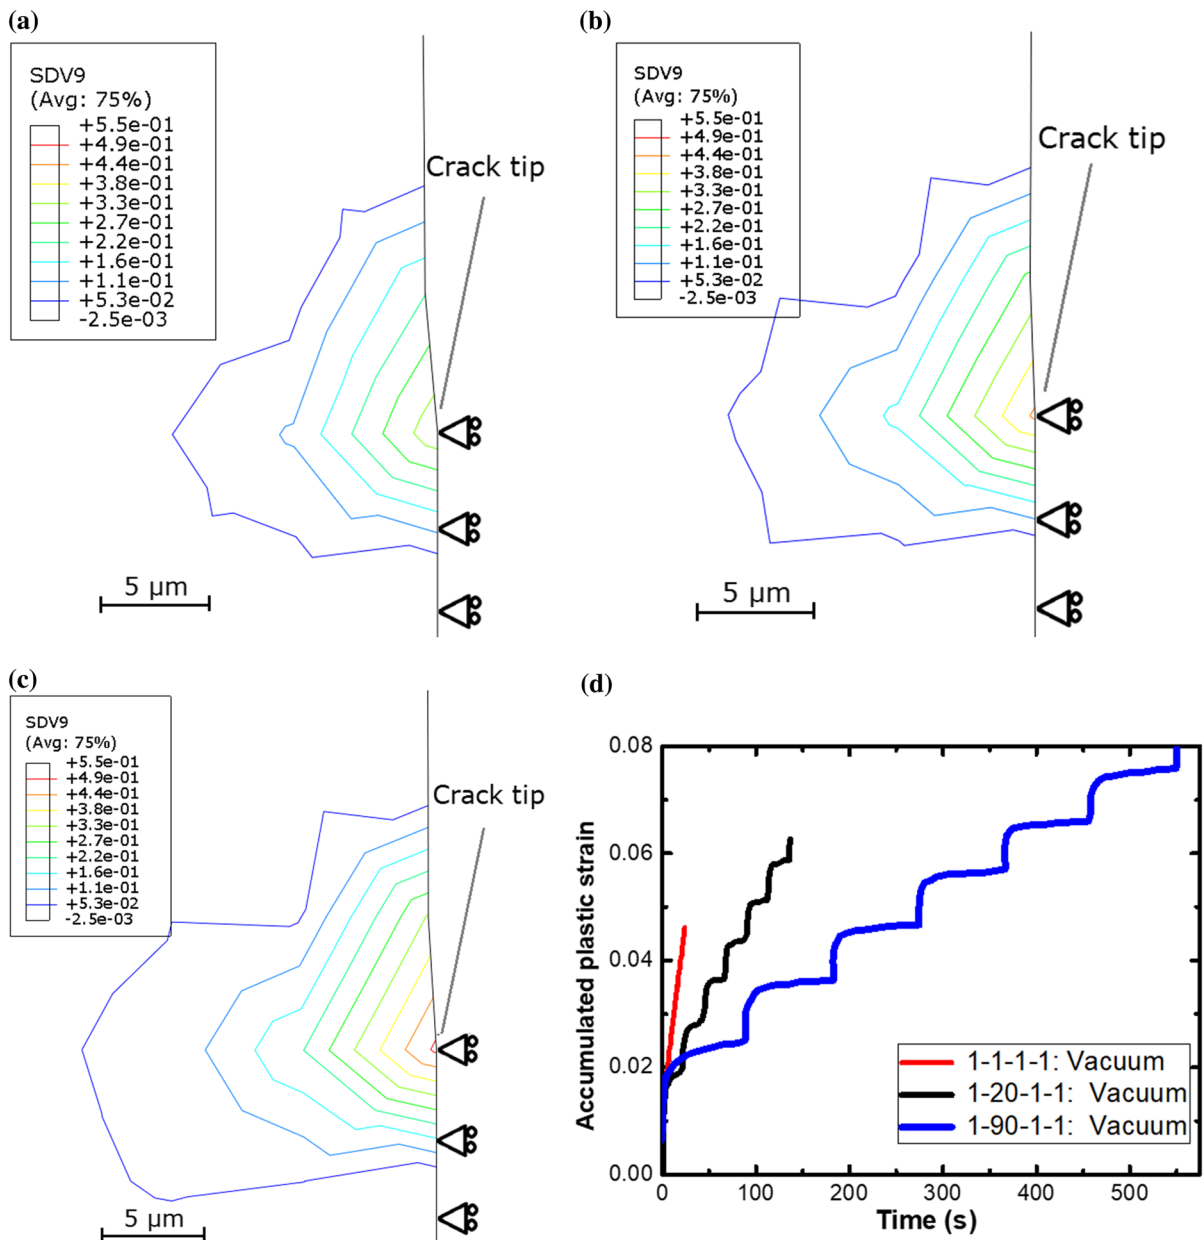 (a)
SDV9
(Avg: 75%)
+5.5e-01
+4.9e-01
+4.4e-01
+3.8e-01
+3.3e-01
+2.7e-01
+2.2e-01
+1.6e-01
+1.1e-01
+5.3e-02
-2.5e-03
Crack tip
5 µm
(b)
SDV9
(Avg: 75%)
+5.5e-01
+4.9e-01
+4.4e-01
+3.8e-01
+3.3e-01
+2.7e-01
+2.2e-01
+1.6e-01
+1.1e-01
+5.3e-02
-2.5e-03
Crack tip
5 µm
(c)
SDV9
(Avg: 75%)
+5.5e-01
+4.9e-01
+4.4e-01
+3.8e-01
+3.3e-01
+2.7e-01
+2.2e-01
+1.6e-01
+1.1e-01
+5.3e-02
-2.5e-03
Crack tip
5 µm
(d)
Accumulated plastic strain
0.08
0.06
0.04
0.02
0.00
1-1-1-1: Vacuum
1-20-1-1: Vacuum
1-90-1-1: Vacuum
0 100 200 300 400 500
Time (s)